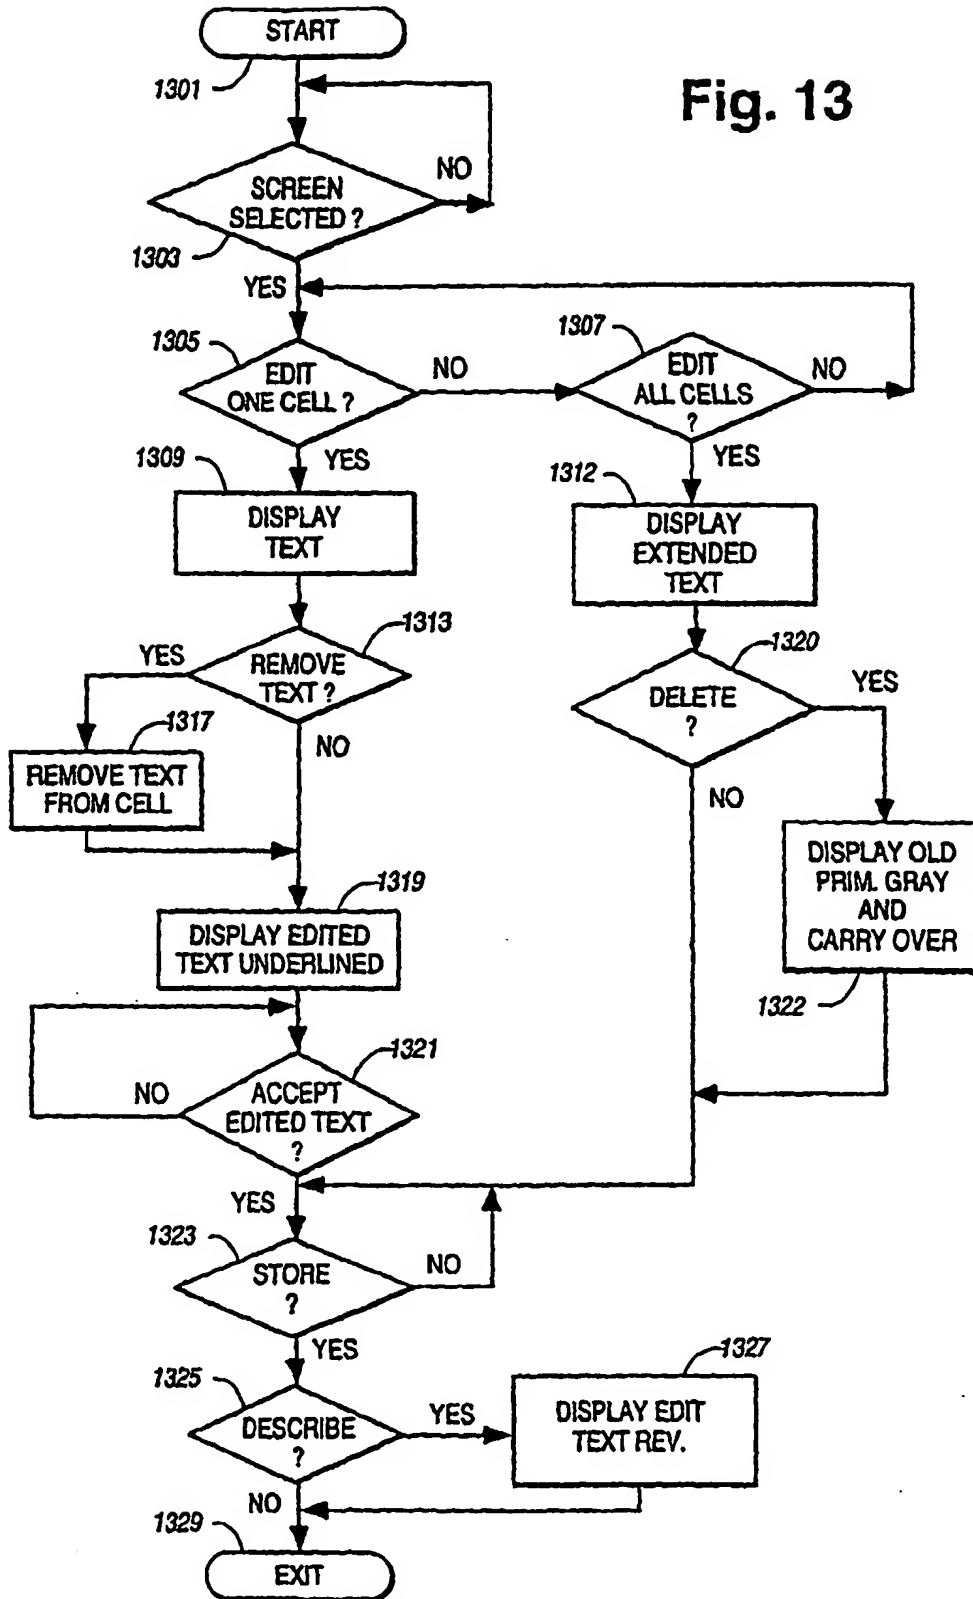 START
1301
Fig. 13
NO
SCREEN
SELECTED ?
1303
YES
1305
EDIT
ONE CELL ?
NO
1307
EDIT
ALL CELLS
?
NO
YES
1309
DISPLAY
TEXT
YES
1312
DISPLAY
EXTENDED
TEXT
1313
YES
REMOVE
TEXT ?
NO
1317
REMOVE TEXT
FROM CELL
1320
DELETE
?
YES
NO
DISPLAY OLD
PRIM. GRAY
AND
CARRY OVER
1322
1319
DISPLAY EDITED
TEXT UNDERLINED
1321
NO
ACCEPT
EDITED TEXT
?
YES
1323
STORE
?
NO
YES
1325
DESCRIBE
?
YES
1327
DISPLAY EDIT
TEXT REV.
NO
1329
EXIT